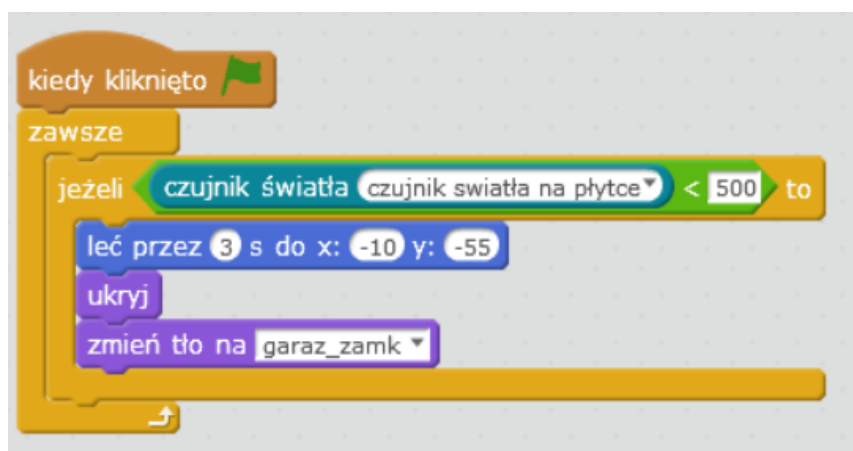 kiedy kliknięto
zawsze
jeżeli czujnik światła czujnik swiatła na płytce < 500 to
leć przez 3 s do x: -10 y: -55
ukryj
zmień tło na garaz_zamk